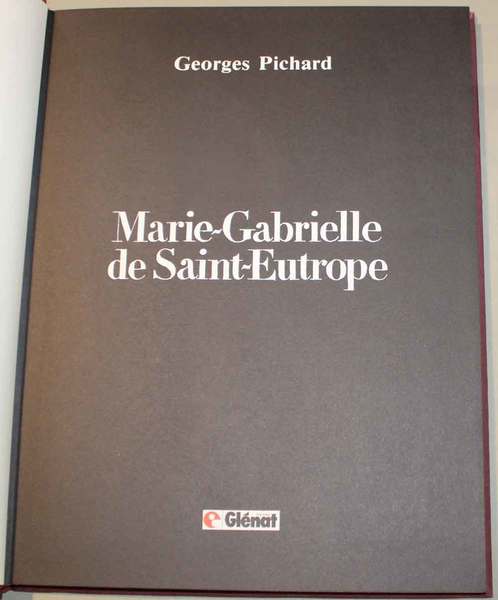 Georges Pichard
Marie-Gabrielle
de Saint-Eutrope
Glénat